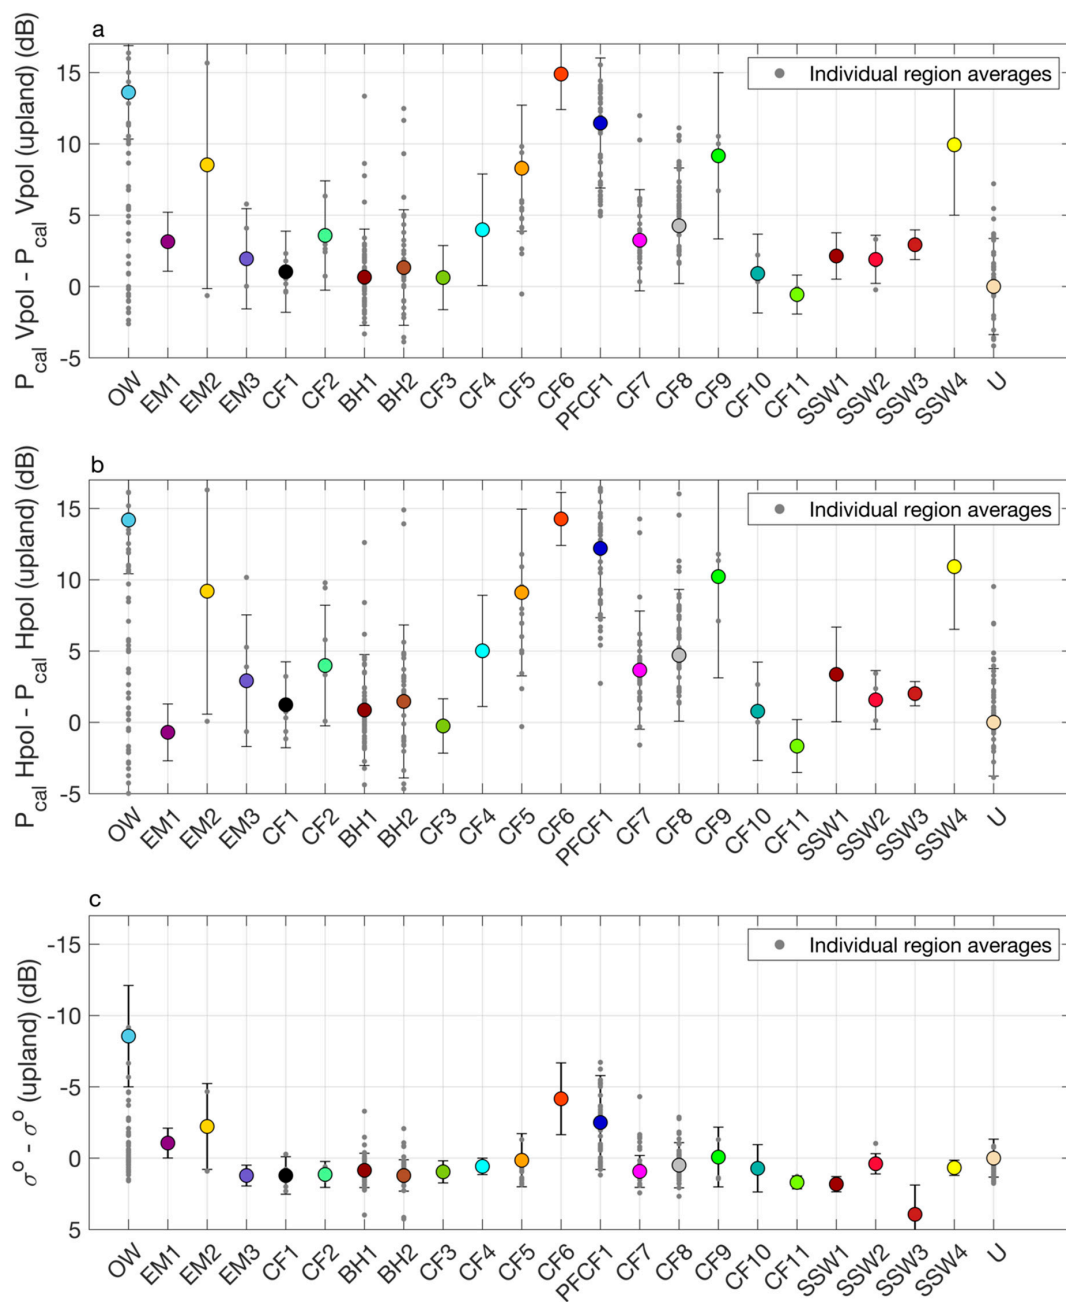 a
P_cal Vpol - P_cal Vpol (upland) (dB)
15
10
5
0
-5
Individual region averages
OW EM1 EM2 EM3 CF1 CF2 BH1 BH2 CF3 CF4 CF5 CF6 PFCF1 CF7 CF8 CF9 CF10 CF11 SSW1 SSW2 SSW3 SSW4 U
b
P_cal Hpol - P_cal Hpol (upland) (dB)
15
10
5
0
-5
Individual region averages
OW EM1 EM2 EM3 CF1 CF2 BH1 BH2 CF3 CF4 CF5 CF6 PFCF1 CF7 CF8 CF9 CF10 CF11 SSW1 SSW2 SSW3 SSW4 U
c
σ° - σ° (upland) (dB)
-15
-10
-5
0
5
Individual region averages
OW EM1 EM2 EM3 CF1 CF2 BH1 BH2 CF3 CF4 CF5 CF6 PFCF1 CF7 CF8 CF9 CF10 CF11 SSW1 SSW2 SSW3 SSW4 U